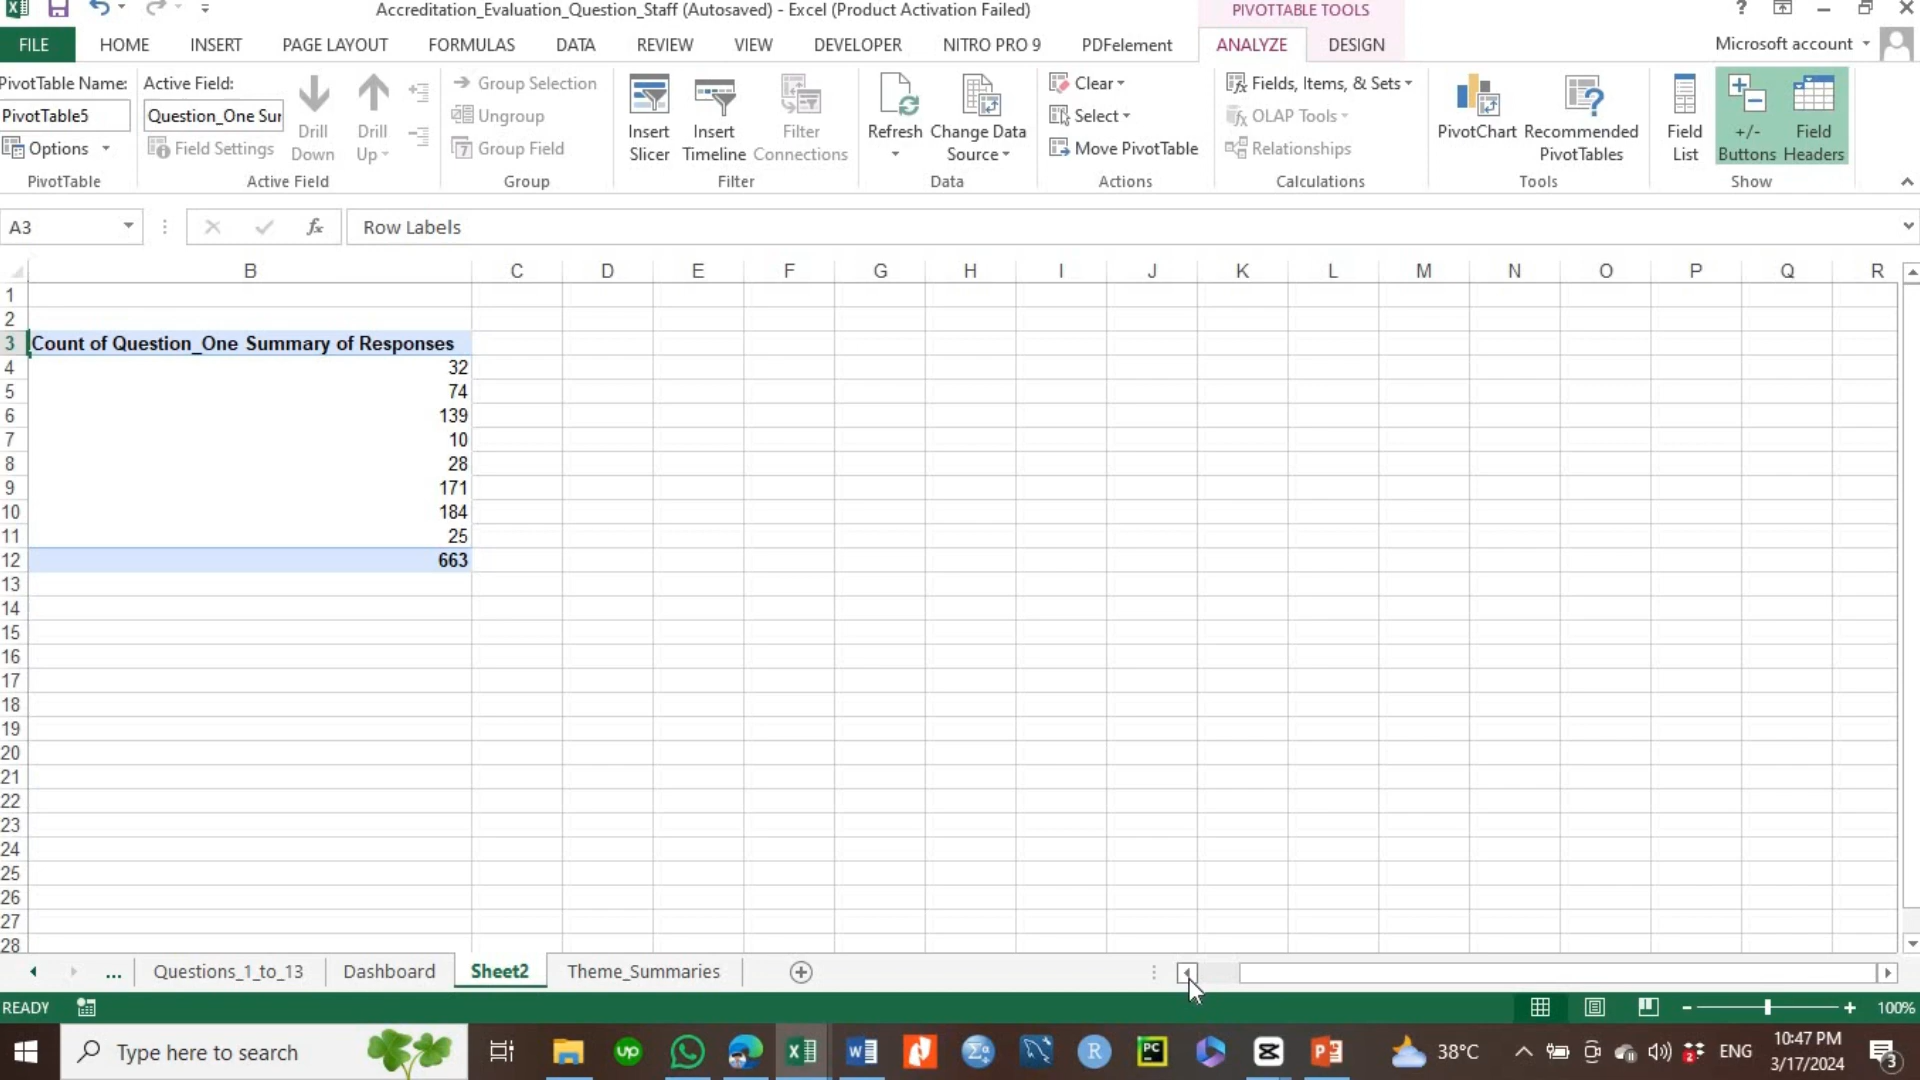 Accreditation_Evaluation_Question_Staff (Autosaved) - Excel (Product Activation Failed)
PIVOTTABLE TOOLS
?
FILE HOME INSERT PAGE LAYOUT FORMULAS DATA REVIEW VIEW DEVELOPER NITRO PRO 9 PDFelement ANALYZE DESIGN
Microsoft account
PivotTable Name:
PivotTable5
Options
PivotTable
Active Field:
Question_One Sur
Field Settings
Drill Down
Drill Up
Active Field
Group Selection
Ungroup
Group Field
Group
Insert Slicer
Insert Timeline
Filter Connections
Filter
Refresh
Change Data Source
Data
Clear
Select
Move PivotTable
Actions
Fields, Items, & Sets
OLAP Tools
Relationships
Calculations
PivotChart
Recommended PivotTables
Tools
Field List
+/- Buttons
Field Headers
Show
A3
fx
Row Labels
B C D E F G H I J K L M N O P Q R
1
2
3 Count of Question_One Summary of Responses
4 32
5 74
6 139
7 10
8 28
9 171
10 184
11 25
12 663
13
14
15
16
17
18
19
20
21
22
23
24
25
26
27
28
... Questions_1_to_13 Dashboard Sheet2 Theme_Summaries
READY
100%
Type here to search
38°C
ENG
10:47 PM
3/17/2024
3